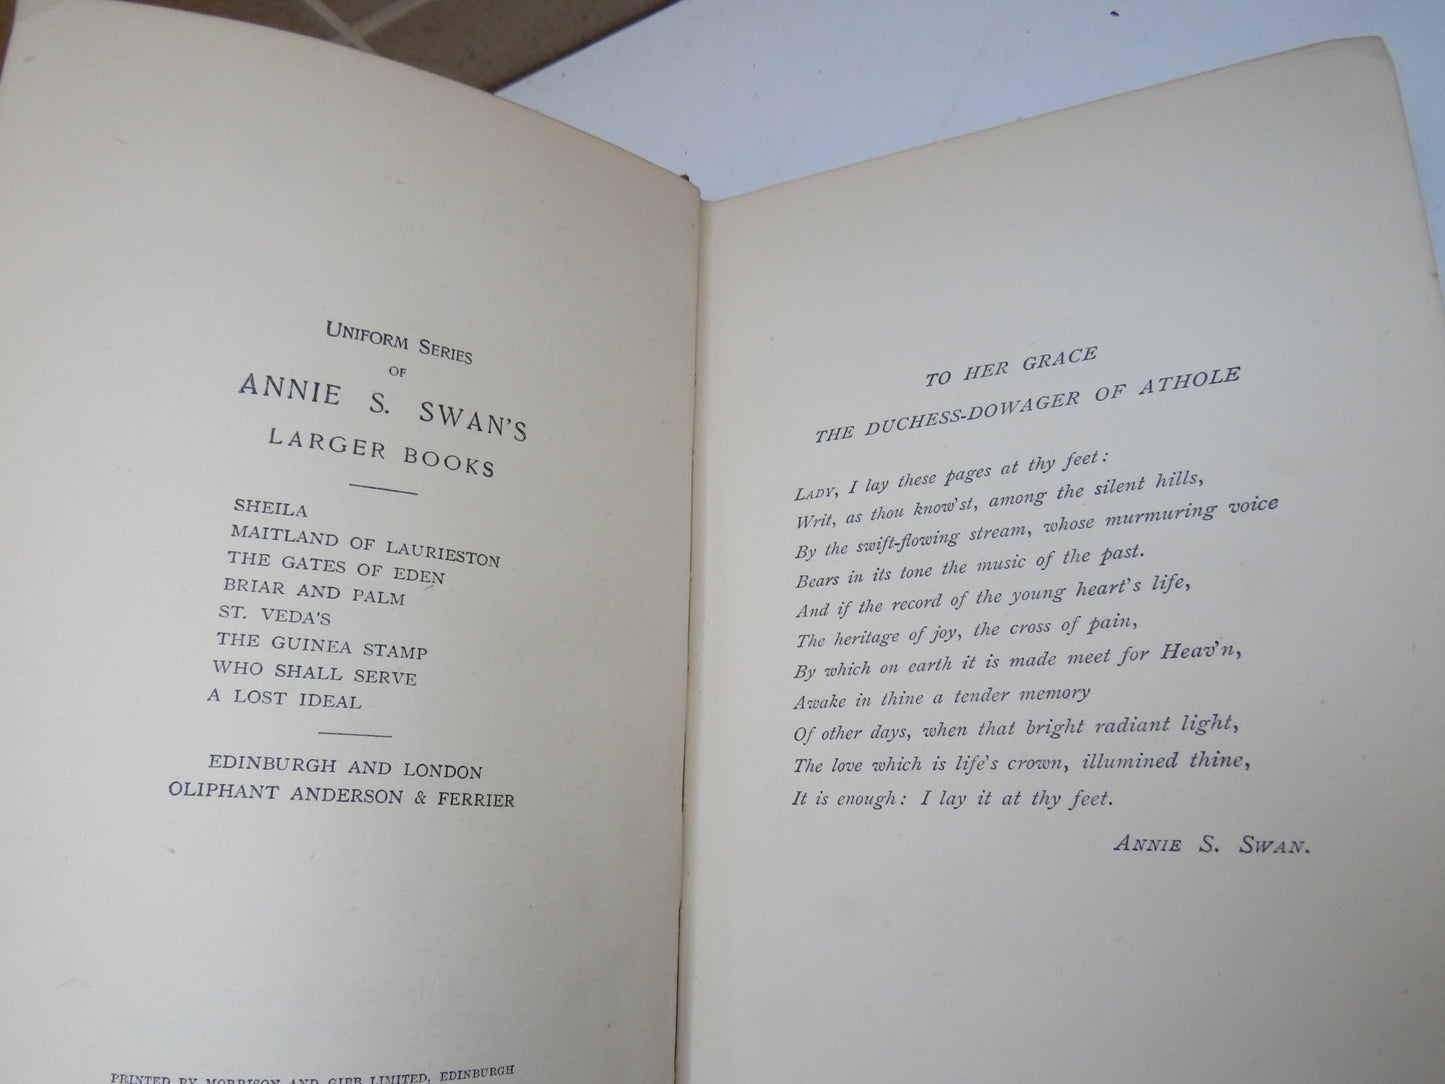 UNIFORM SERIES
OF
ANNIE S. SWAN'S
LARGER BOOKS
SHEILA
MAITLAND OF LAURIESTON
THE GATES OF EDEN
BRIAR AND PALM
ST. VEDA'S
THE GUINEA STAMP
WHO SHALL SERVE
A LOST IDEAL
EDINBURGH AND LONDON
OLIPHANT ANDERSON & FERRIER
PRINTED BY MORRISON AND GIBB LIMITED, EDINBURGH
TO HER GRACE
THE DUCHESS-DOWAGER OF ATHOLE
LADY, I lay these pages at thy feet:
Writ, as thou know'st, among the silent hills,
By the swift-flowing stream, whose murmuring voice
Bears in its tone the music of the past.
And if the record of the young heart's life,
The heritage of joy, the cross of pain,
By which on earth it is made meet for Heav'n,
Awake in thine a tender memory
Of other days, when that bright radiant light,
The love which is life's crown, illumined thine,
It is enough: I lay it at thy feet.
ANNIE S. SWAN.